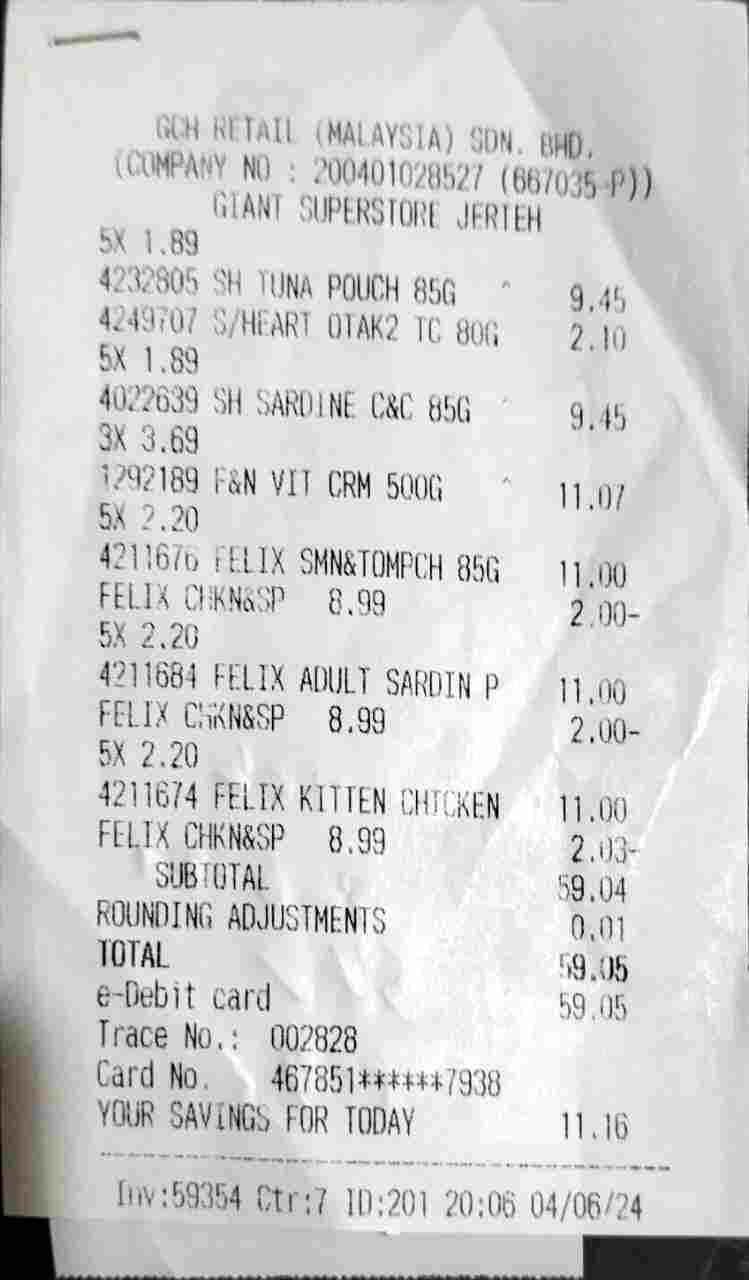 GCH RETAIL (MALAYSIA) SDN. BHD.
(COMPANY NO : 200401028527 (667035-P))
GIANT SUPERSTORE JERTEH
5X 1.89
4232805 SH TUNA POUCH 85G ^ 9.45
4249707 S/HEART OTAK2 TC 80G 2.10
5X 1.89
4022639 SH SARDINE C&C 85G ^ 9.45
3X 3.69
1292189 F&N VIT CRM 500G ^ 11.07
5X 2.20
4211676 FELIX SMN&TOMPCH 85G 11.00
FELIX CHKN&SP 8.99 2.00-
5X 2.20
4211684 FELIX ADULT SARDIN P 11.00
FELIX CHKN&SP 8.99 2.00-
5X 2.20
4211674 FELIX KITTEN CHICKEN 11.00
FELIX CHKN&SP 8.99 2.03-
SUBTOTAL 59.04
ROUNDING ADJUSTMENTS 0.01
TOTAL 59.05
e-Debit card 59.05
Trace No.: 002828
Card No. 467851******7938
YOUR SAVINGS FOR TODAY 11.16
Inv:59354 Ctr:7 ID:201 20:06 04/06/24